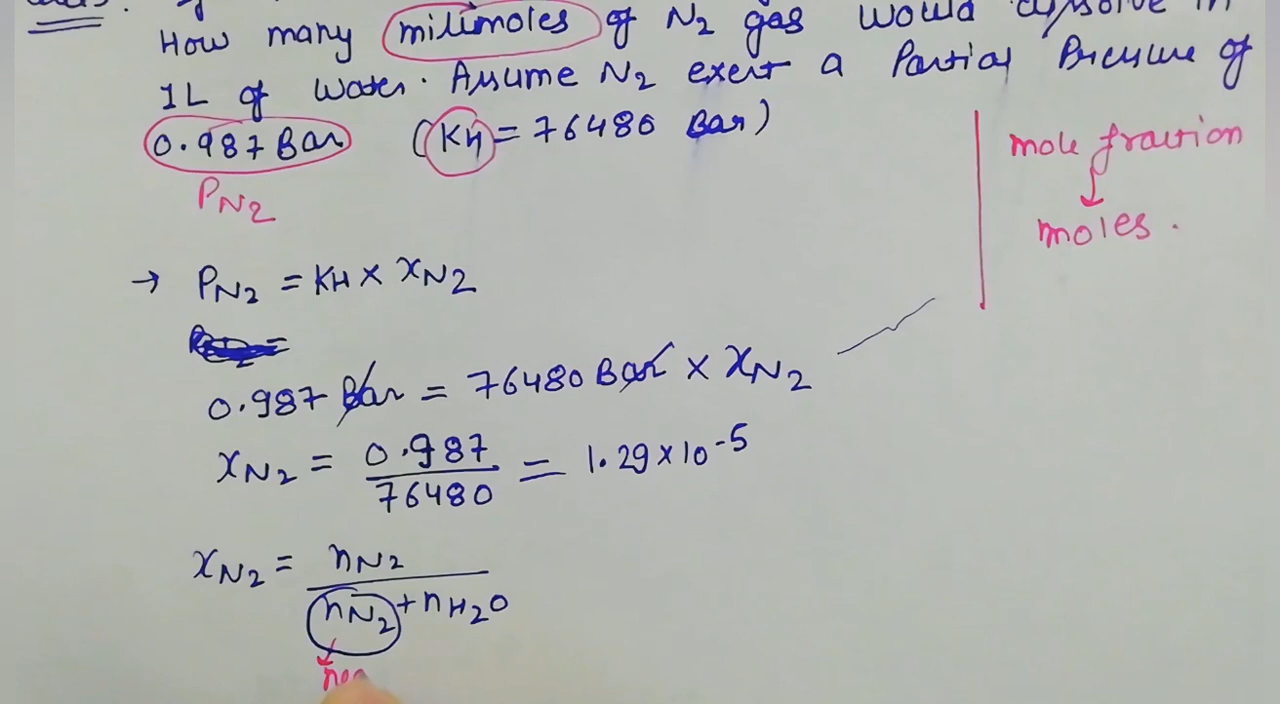 How many milimoles of N2 gas would dissolve in
1L of water. Assume N2 exert a Partial Pressure of
0.987 Bar (KH = 76480 Bar)
PN2
mole fraction
moles.
→ PN2 = KH × xN2
0.987 Bar = 76480 Bar × xN2
xN2 = 0.987 / 76480 = 1.29 × 10^-5
xN2 = nN2 / nN2 + nH2O